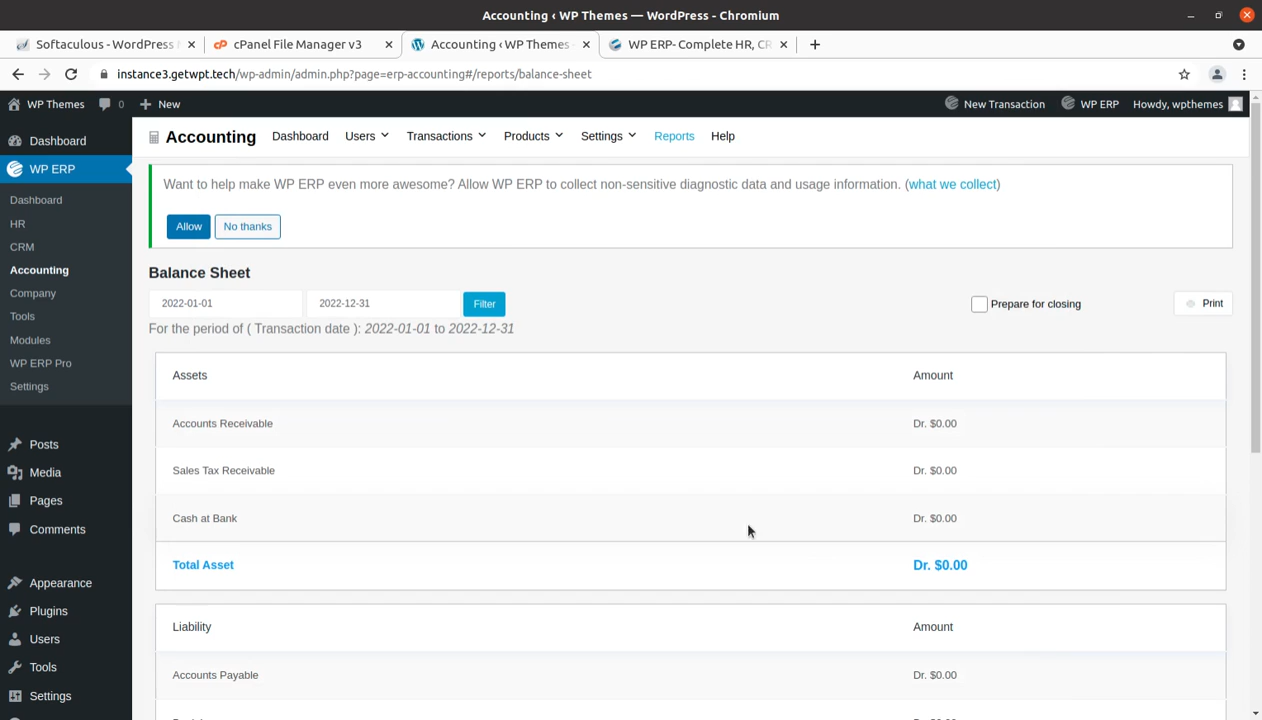 Accounting ‹ WP Themes — WordPress - Chromium
Softaculous - WordPress
cPanel File Manager v3
Accounting ‹ WP Themes
WP ERP- Complete HR, CR
instance3.getwpt.tech/wp-admin/admin.php?page=erp-accounting#/reports/balance-sheet
WP Themes 0 New New Transaction WP ERP Howdy, wpthemes
Dashboard
WP ERP
Dashboard
HR
CRM
Accounting
Company
Tools
Modules
WP ERP Pro
Settings
Posts
Media
Pages
Comments
Appearance
Plugins
Users
Tools
Settings
Accounting Dashboard Users Transactions Products Settings Reports Help
Want to help make WP ERP even more awesome? Allow WP ERP to collect non-sensitive diagnostic data and usage information. (what we collect)
Allow No thanks
Balance Sheet
2022-01-01 2022-12-31 Filter Prepare for closing Print
For the period of ( Transaction date ): 2022-01-01 to 2022-12-31
Assets Amount
Accounts Receivable Dr. $0.00
Sales Tax Receivable Dr. $0.00
Cash at Bank Dr. $0.00
Total Asset Dr. $0.00
Liability Amount
Accounts Payable Dr. $0.00